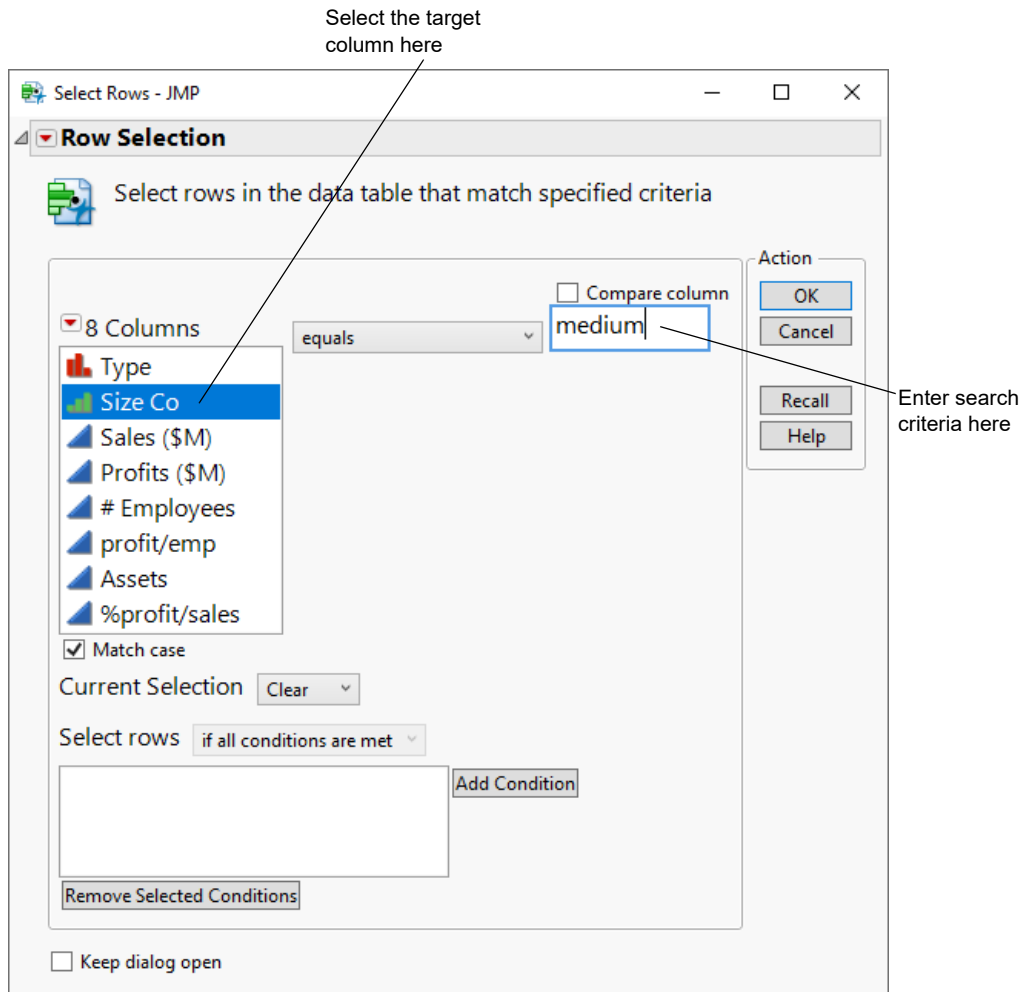 Select the target
column here
Select Rows - JMP
Row Selection
Select rows in the data table that match specified criteria
Action
Compare column
OK
8 Columns
equals
medium
Cancel
Type
Size Co
Recall
Enter search
criteria here
Sales ($M)
Help
Profits ($M)
# Employees
profit/emp
Assets
%profit/sales
Match case
Current Selection Clear
Select rows if all conditions are met
Add Condition
Remove Selected Conditions
Keep dialog open